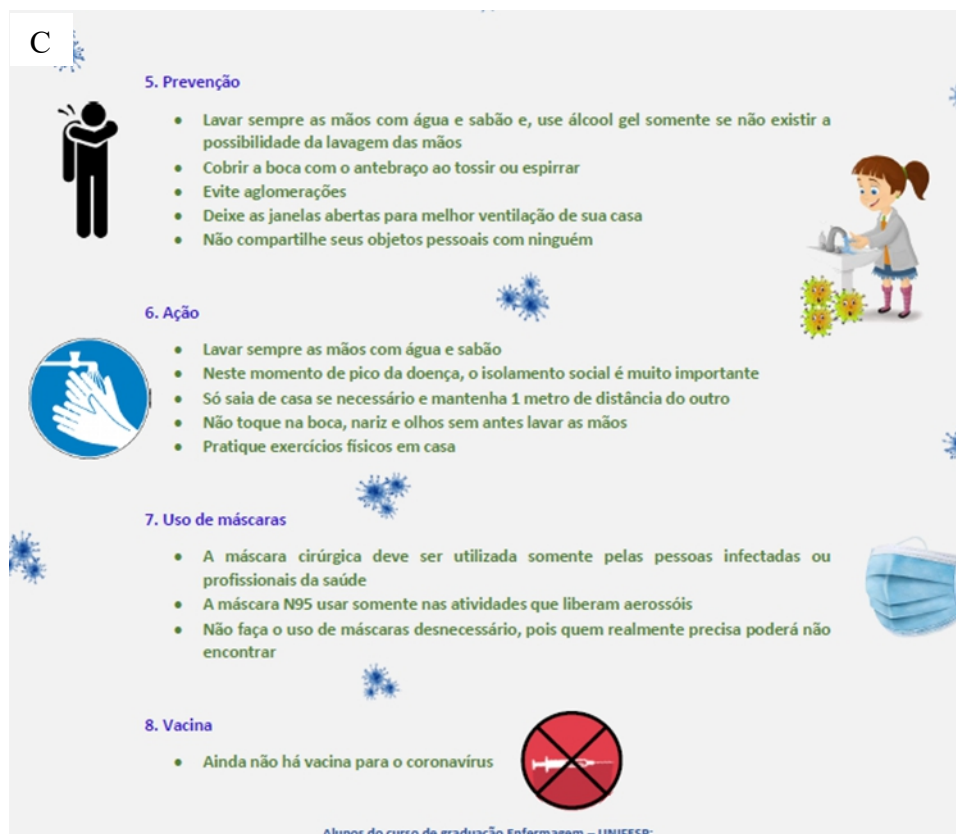 C
5. Prevenção
• Lavar sempre as mãos com água e sabão e, use álcool gel somente se não existir a
possibilidade da lavagem das mãos
• Cobrir a boca com o antebraço ao tossir ou espirrar
• Evite aglomerações
• Deixe as janelas abertas para melhor ventilação de sua casa
• Não compartilhe seus objetos pessoais com ninguém
6. Ação
• Lavar sempre as mãos com água e sabão
• Neste momento de pico da doença, o isolamento social é muito importante
• Só saia de casa se necessário e mantenha 1 metro de distância do outro
• Não toque na boca, nariz e olhos sem antes lavar as mãos
• Pratique exercícios físicos em casa
7. Uso de máscaras
• A máscara cirúrgica deve ser utilizada somente pelas pessoas infectadas ou
profissionais da saúde
• A máscara N95 usar somente nas atividades que liberam aerossóis
• Não faça o uso de máscaras desnecessário, pois quem realmente precisa poderá não
encontrar
8. Vacina
• Ainda não há vacina para o coronavírus
Alunos do curso de graduação Enfermagem – UNIFESP: